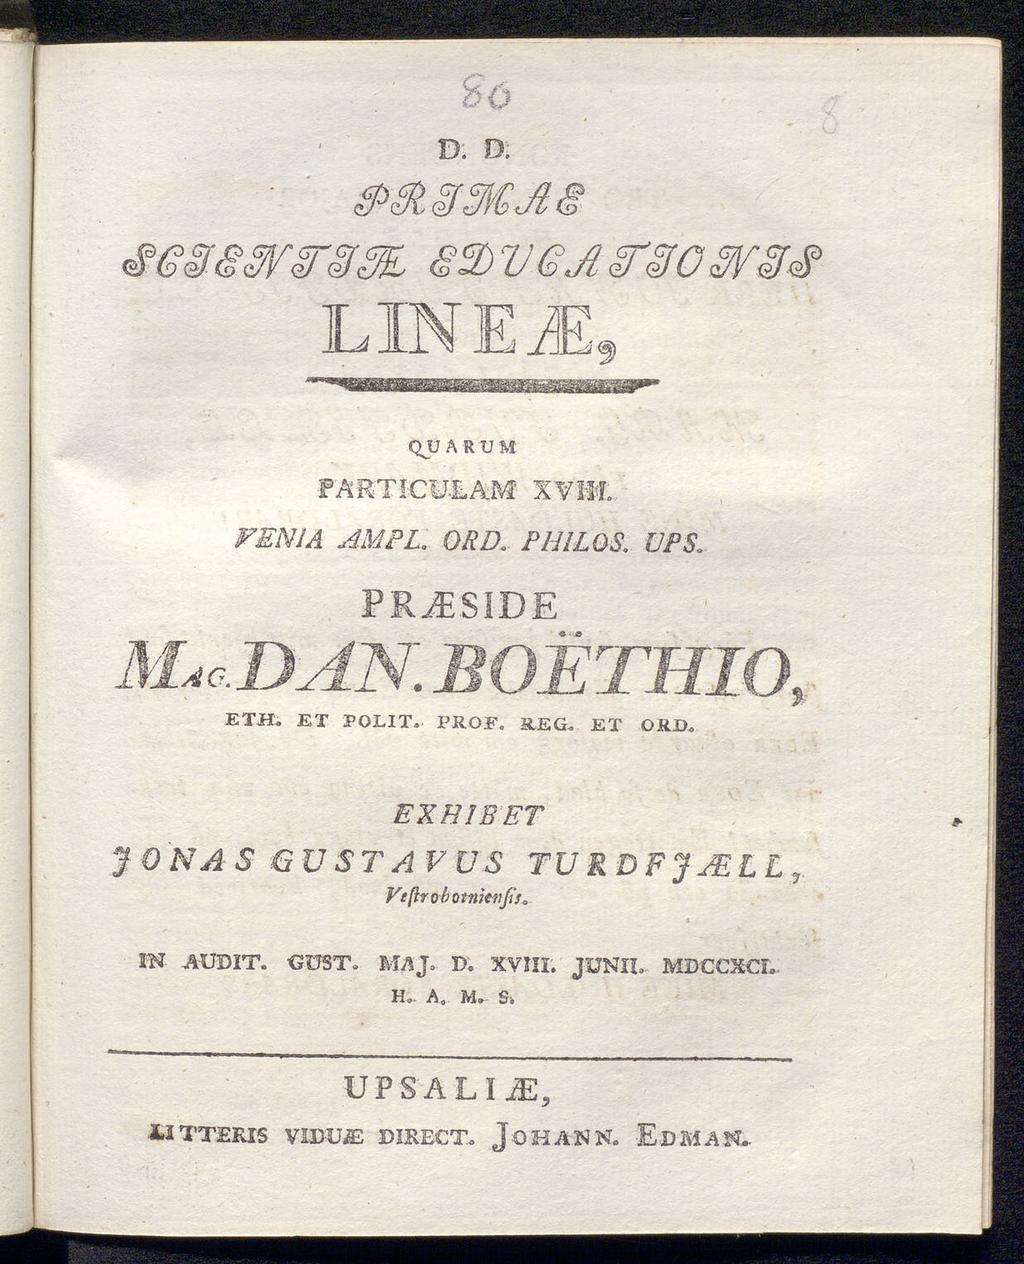 80
8
D. D.
PRIMAE
SCIENTIÆ EDUCATIONIS
LINEÆ,
QUARUM
PARTICULAM XVIII.
VENIA AMPL. ORD. PHILOS. UPS.
PRÆSIDE
MAG. DAN. BOËTHIO,
ETH. ET POLIT. PROF. REG. ET ORD.
EXHIBET
JONAS GUSTAVUS TURDFJÆLL,
Veſtrobotnienſis.
IN AUDIT. GUST. MAJ. D. XVIII. JUNII. MDCCXCI.
H. A. M. S.
UPSALIÆ,
LITTERIS VIDUÆ DIRECT. JOHANN. EDMAN.